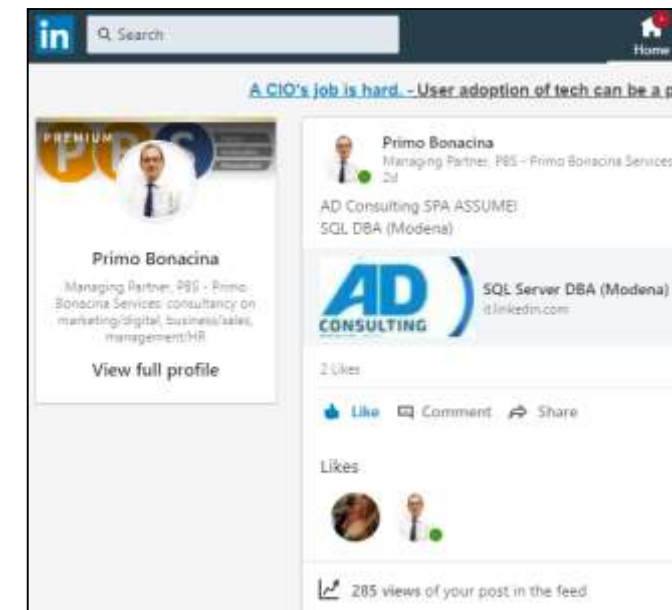 in
Search
Home
A CIO's job is hard. - User adoption of tech can be a p
PREMIUM
PBS
Primo Bonacina
Managing Partner, PBS - Primo
Bonacina Services: consultancy on
marketing/digital, business/sales,
management/HR
View full profile
Primo Bonacina
Managing Partner, PBS - Primo Bonacina Services
2d
AD Consulting SPA ASSUME!
SQL DBA (Modena)
AD
CONSULTING
SQL Server DBA (Modena)
it.linkedin.com
2 Likes
Like Comment Share
Likes
285 views of your post in the feed